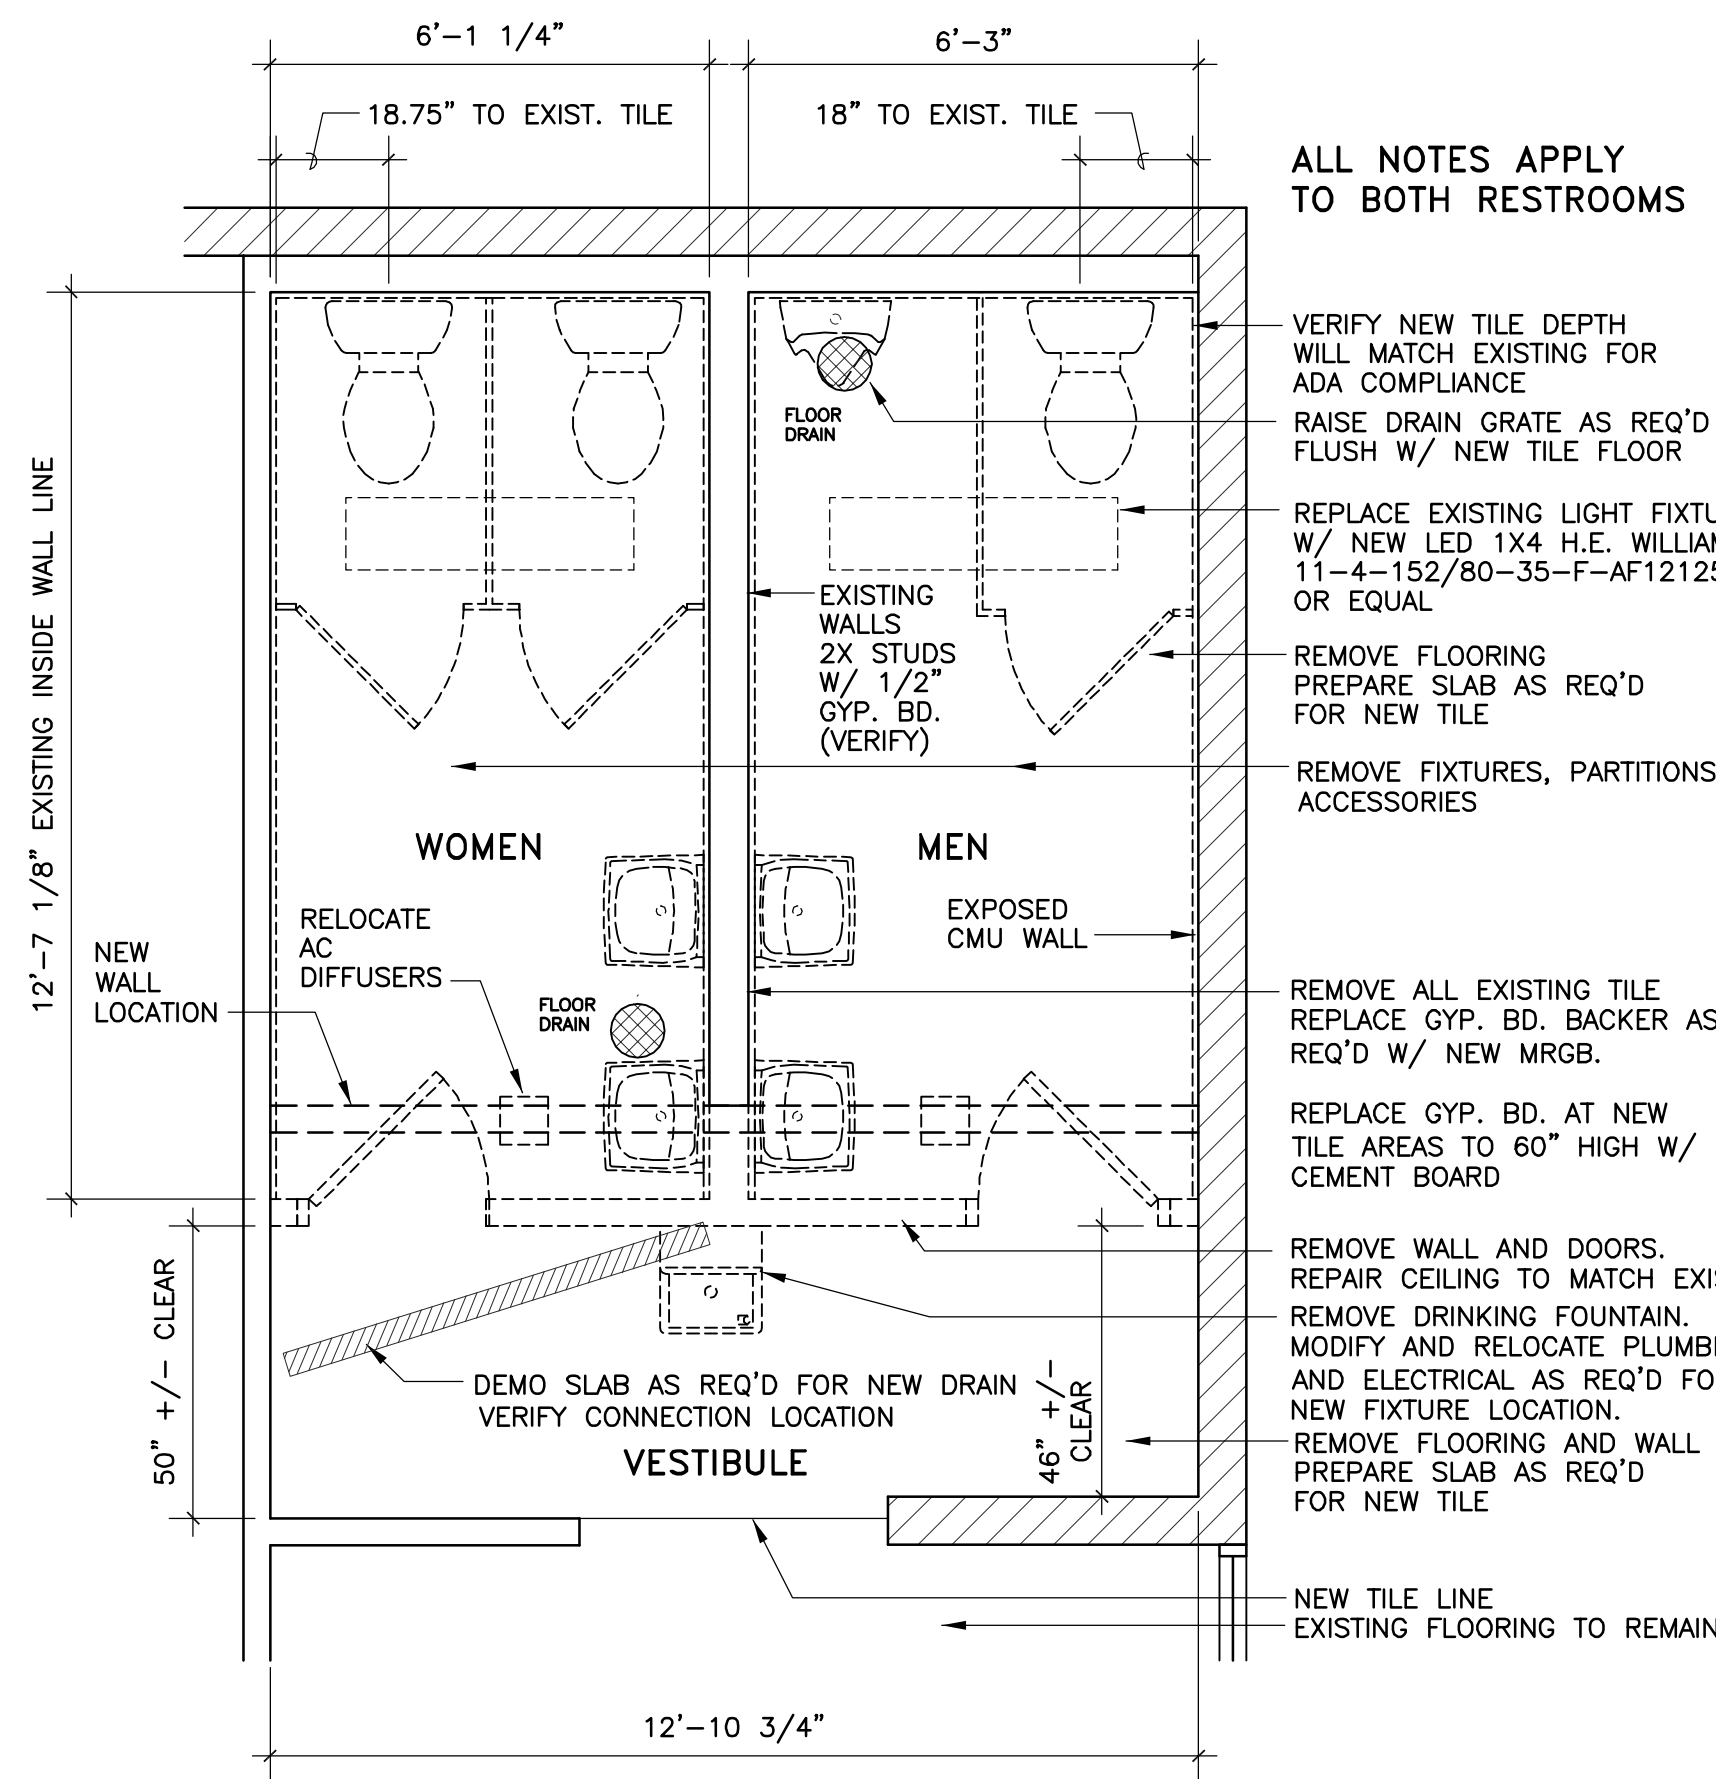 6'-1 1/4"
6'-3"
18.75" TO EXIST. TILE
18" TO EXIST. TILE
ALL NOTES APPLY
TO BOTH RESTROOMS
VERIFY NEW TILE DEPTH
WILL MATCH EXISTING FOR
ADA COMPLIANCE
FLOOR
DRAIN
RAISE DRAIN GRATE AS REQ'D
FLUSH W/ NEW TILE FLOOR
REPLACE EXISTING LIGHT
W/ NEW LED 1X4 H.E.
11-4-152/80-35-F-AF12125
OR EQUAL
12'-7 1/8" EXISTING INSIDE WALL LINE
EXISTING
WALLS
2X STUDS
W/ 1/2"
GYP. BD.
(VERIFY)
REMOVE FLOORING
PREPARE SLAB AS REQ'D
FOR NEW TILE
REMOVE FIXTURES, PARTITIONS
ACCESSORIES
WOMEN
MEN
RELOCATE
AC
DIFFUSERS
EXPOSED
CMU WALL
NEW
WALL
LOCATION
FLOOR
DRAIN
REMOVE ALL EXISTING TILE
REPLACE GYP. BD. BACKER AS
REQ'D W/ NEW MRGB.
REPLACE GYP. BD. AT NEW
TILE AREAS TO 60" HIGH W/
CEMENT BOARD
50" +/- CLEAR
REMOVE WALL AND DOORS.
REPAIR CEILING TO MATCH
REMOVE DRINKING FOUNTAIN.
MODIFY AND RELOCATE
AND ELECTRICAL AS REQ'D
NEW FIXTURE LOCATION.
DEMO SLAB AS REQ'D FOR NEW DRAIN
VERIFY CONNECTION LOCATION
46" +/-
CLEAR
VESTIBULE
REMOVE FLOORING AND WALL
PREPARE SLAB AS REQ'D
FOR NEW TILE
NEW TILE LINE
EXISTING FLOORING TO REMAIN
12'-10 3/4"